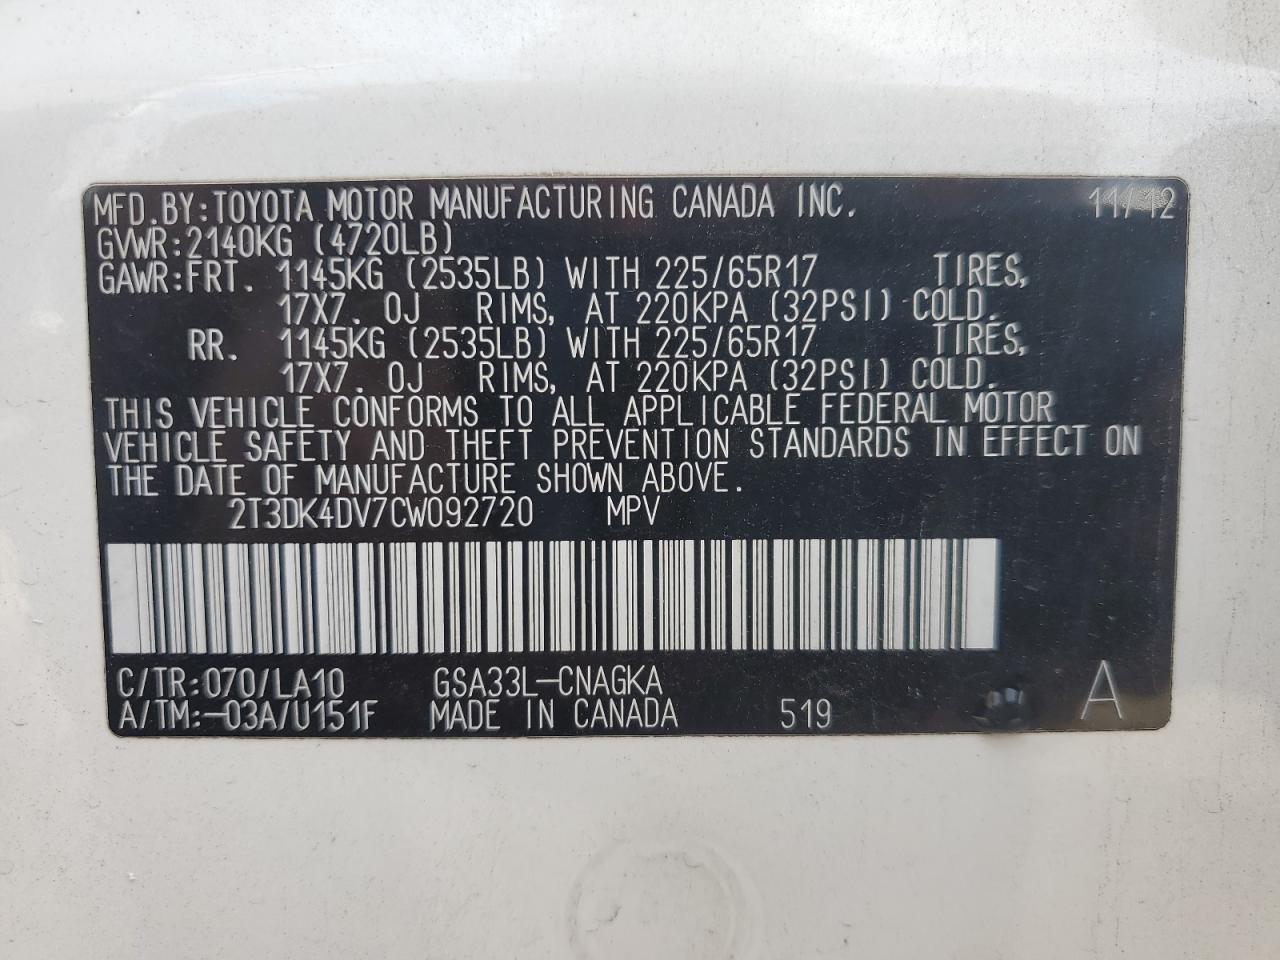 MFD.BY:TOYOTA MOTOR MANUFACTURING CANADA INC. 11/12
GVWR:2140KG (4720LB)
GAWR:FRT. 1145KG (2535LB) WITH 225/65R17 TIRES,
17X7. 0J RIMS, AT 220KPA (32PSI) COLD.
RR. 1145KG (2535LB) WITH 225/65R17 TIRES,
17X7. 0J RIMS, AT 220KPA (32PSI) COLD.
THIS VEHICLE CONFORMS TO ALL APPLICABLE FEDERAL MOTOR
VEHICLE SAFETY AND THEFT PREVENTION STANDARDS IN EFFECT ON
THE DATE OF MANUFACTURE SHOWN ABOVE.
2T3DK4DV7CW092720 MPV
C/TR:070/LA10 GSA33L-CNAGKA
A/TM:-03A/U151F MADE IN CANADA 519 A